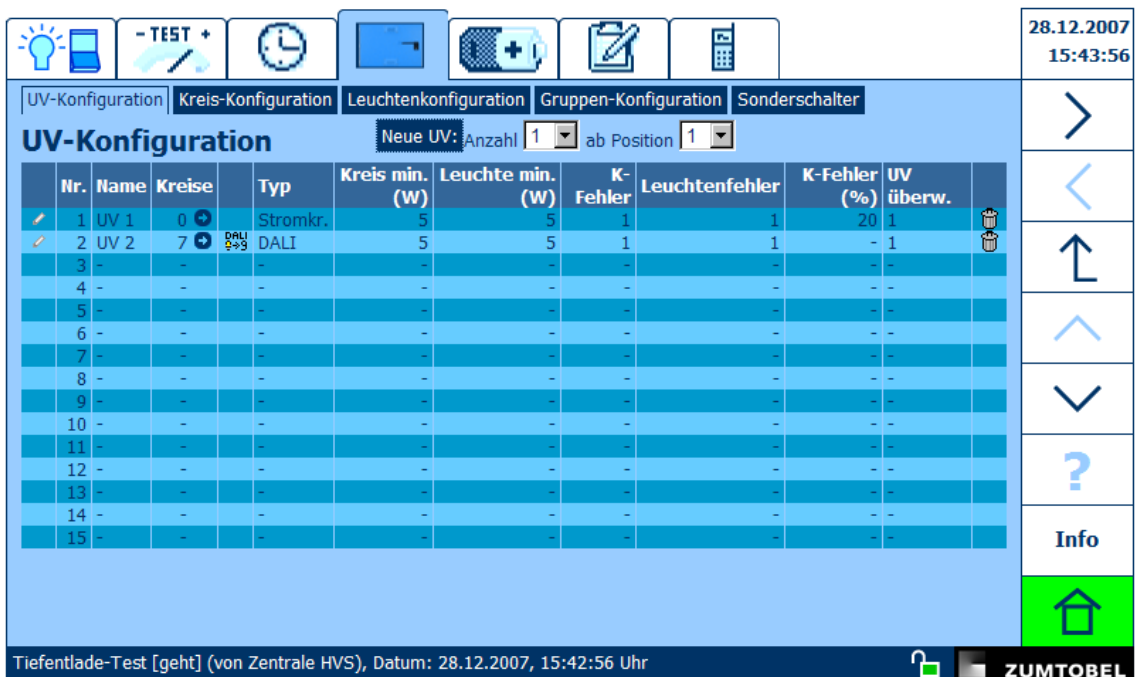 - TEST +
28.12.2007
15:43:56
UV-Konfiguration Kreis-Konfiguration Leuchtenkonfiguration Gruppen-Konfiguration Sonderschalter
UV-Konfiguration
Neue UV: Anzahl 1 ab Position 1
Nr. Name Kreise Typ Kreis min. (W) Leuchte min. (W) K-Fehler Leuchtenfehler K-Fehler (%) UV überw.
1 UV 1 0 Stromkr. 5 5 1 1 20 1
2 UV 2 7 DALI DALI 5 5 1 1 - 1
3 - - - - - - - - -
4 - - - - - - - - -
5 - - - - - - - - -
6 - - - - - - - - -
7 - - - - - - - - -
8 - - - - - - - - -
9 - - - - - - - - -
10 - - - - - - - - -
11 - - - - - - - - -
12 - - - - - - - - -
13 - - - - - - - - -
14 - - - - - - - - -
15 - - - - - - - - -
?
Info
Tiefentlade-Test [geht] (von Zentrale HVS), Datum: 28.12.2007, 15:42:56 Uhr
ZUMTOBEL